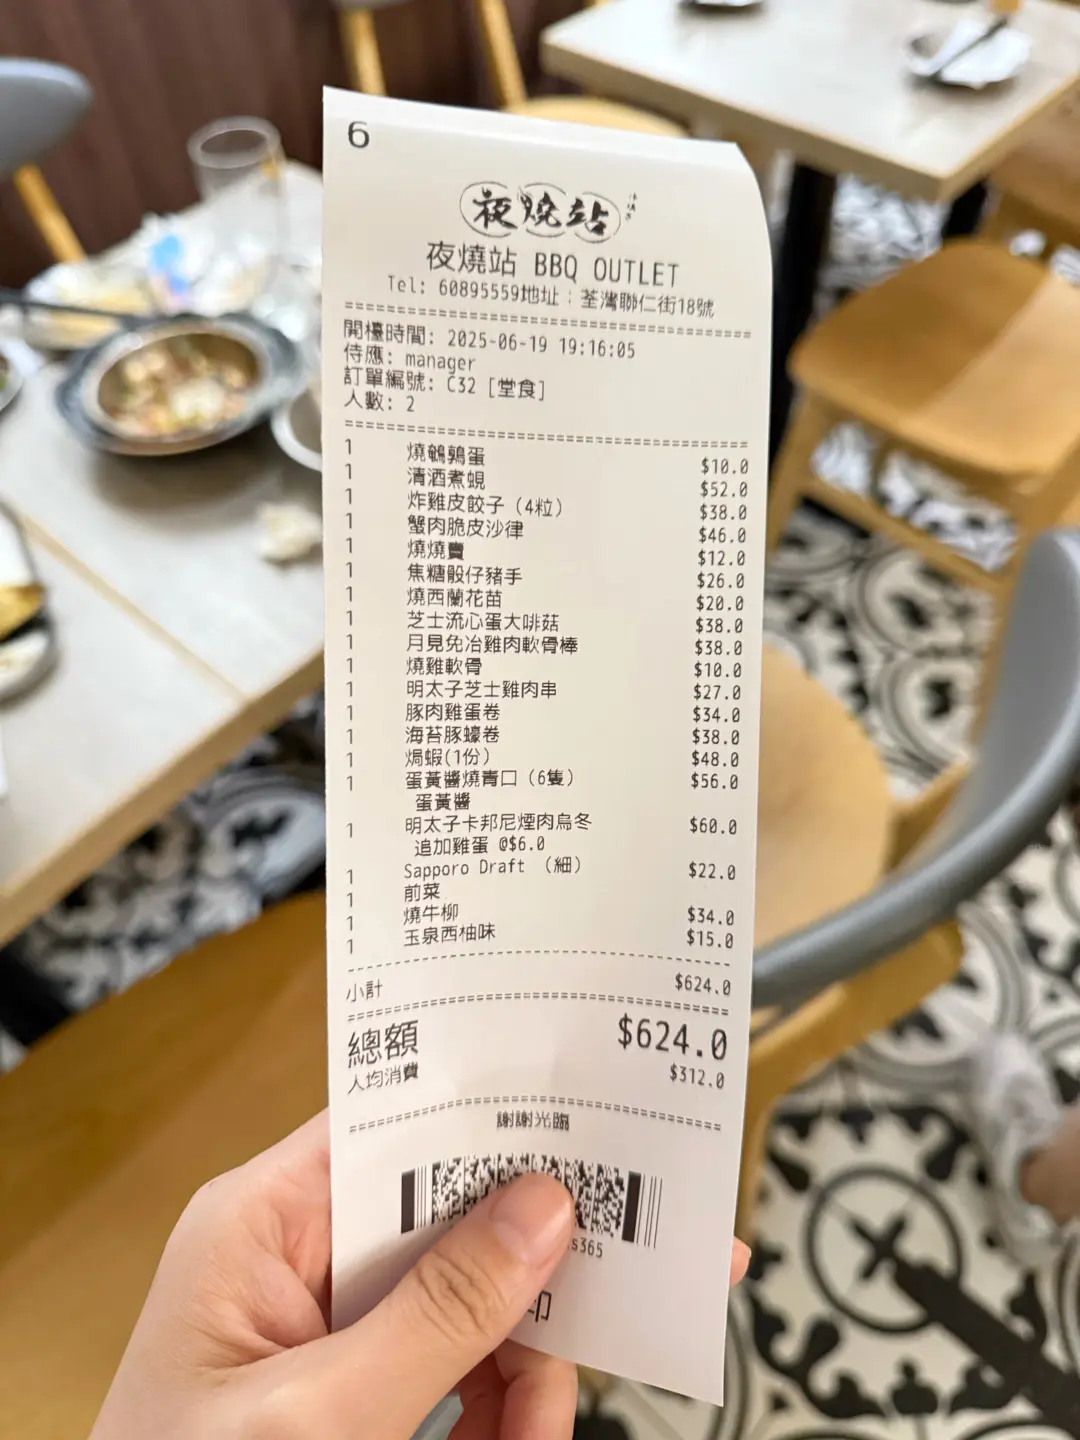 6
夜燒站
夜燒站 BBQ OUTLET
Tel: 60895559地址：荃灣聯仁街18號
開檯時間: 2025-06-19 19:16:05
侍應: manager
訂單編號: C32 [堂食]
人數: 2
1 燒鵪鶉蛋 $10.0
1 清酒煮蜆 $52.0
1 炸雞皮餃子（4粒） $38.0
1 蟹肉脆皮沙律 $46.0
1 燒燒賣 $12.0
1 焦糖骰仔豬手 $26.0
1 燒西蘭花苗 $20.0
1 芝士流心蛋大啡菇 $38.0
1 月見免冶雞肉軟骨棒 $38.0
1 燒雞軟骨 $10.0
1 明太子芝士雞肉串 $27.0
1 豚肉雞蛋卷 $34.0
1 海苔豚蠔卷 $38.0
1 焗蝦(1份) $48.0
1 蛋黃醬燒青口（6隻） $56.0
蛋黃醬
1 明太子卡邦尼煙肉烏冬 $60.0
追加雞蛋 @$6.0
1 Sapporo Draft （細） $22.0
1 前菜
1 燒牛柳 $34.0
1 玉泉西柚味 $15.0
小計 $624.0
總額 $624.0
人均消費 $312.0
謝謝光臨
s365
印